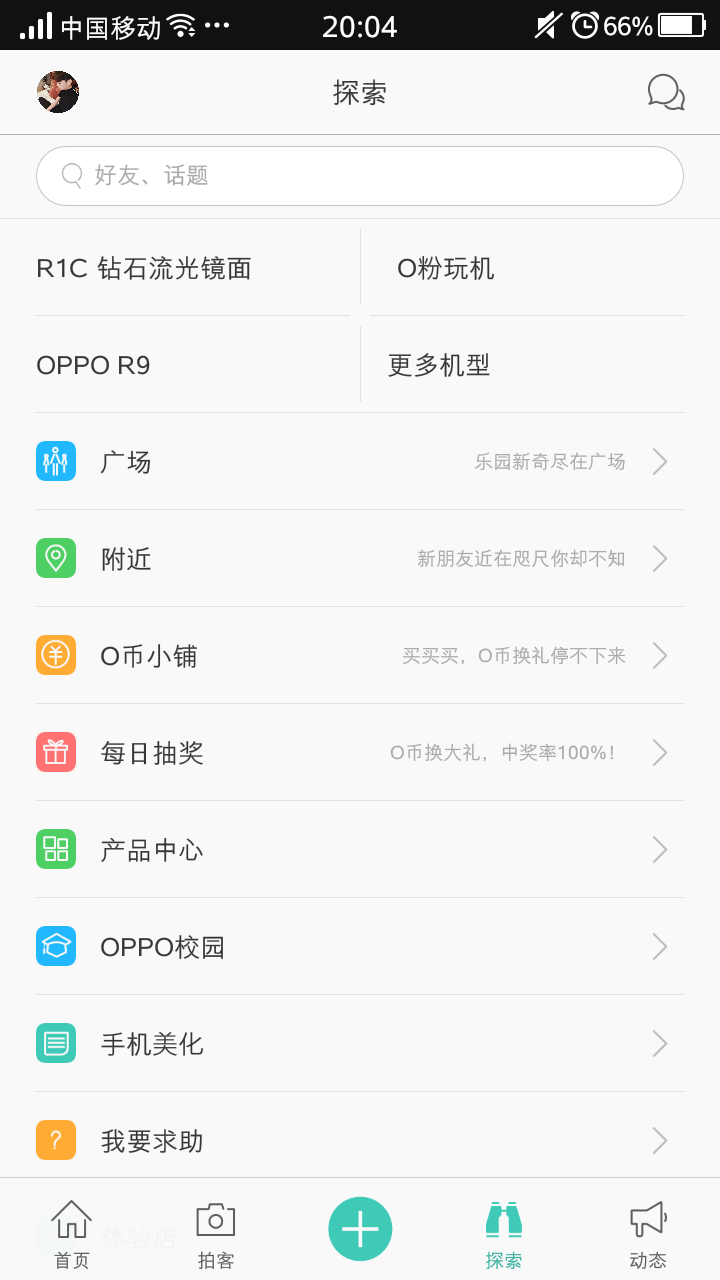 中国移动 20:04 66%
探索
好友、话题
R1C 钻石流光镜面 O粉玩机
OPPO R9 更多机型
广场 乐园新奇尽在广场
附近 新朋友近在咫尺你却不知
O币小铺 买买买，O币换礼停不下来
每日抽奖 O币换大礼，中奖率100%！
产品中心
OPPO校园
手机美化
? 我要求助
体验店
首页 拍客 探索 动态